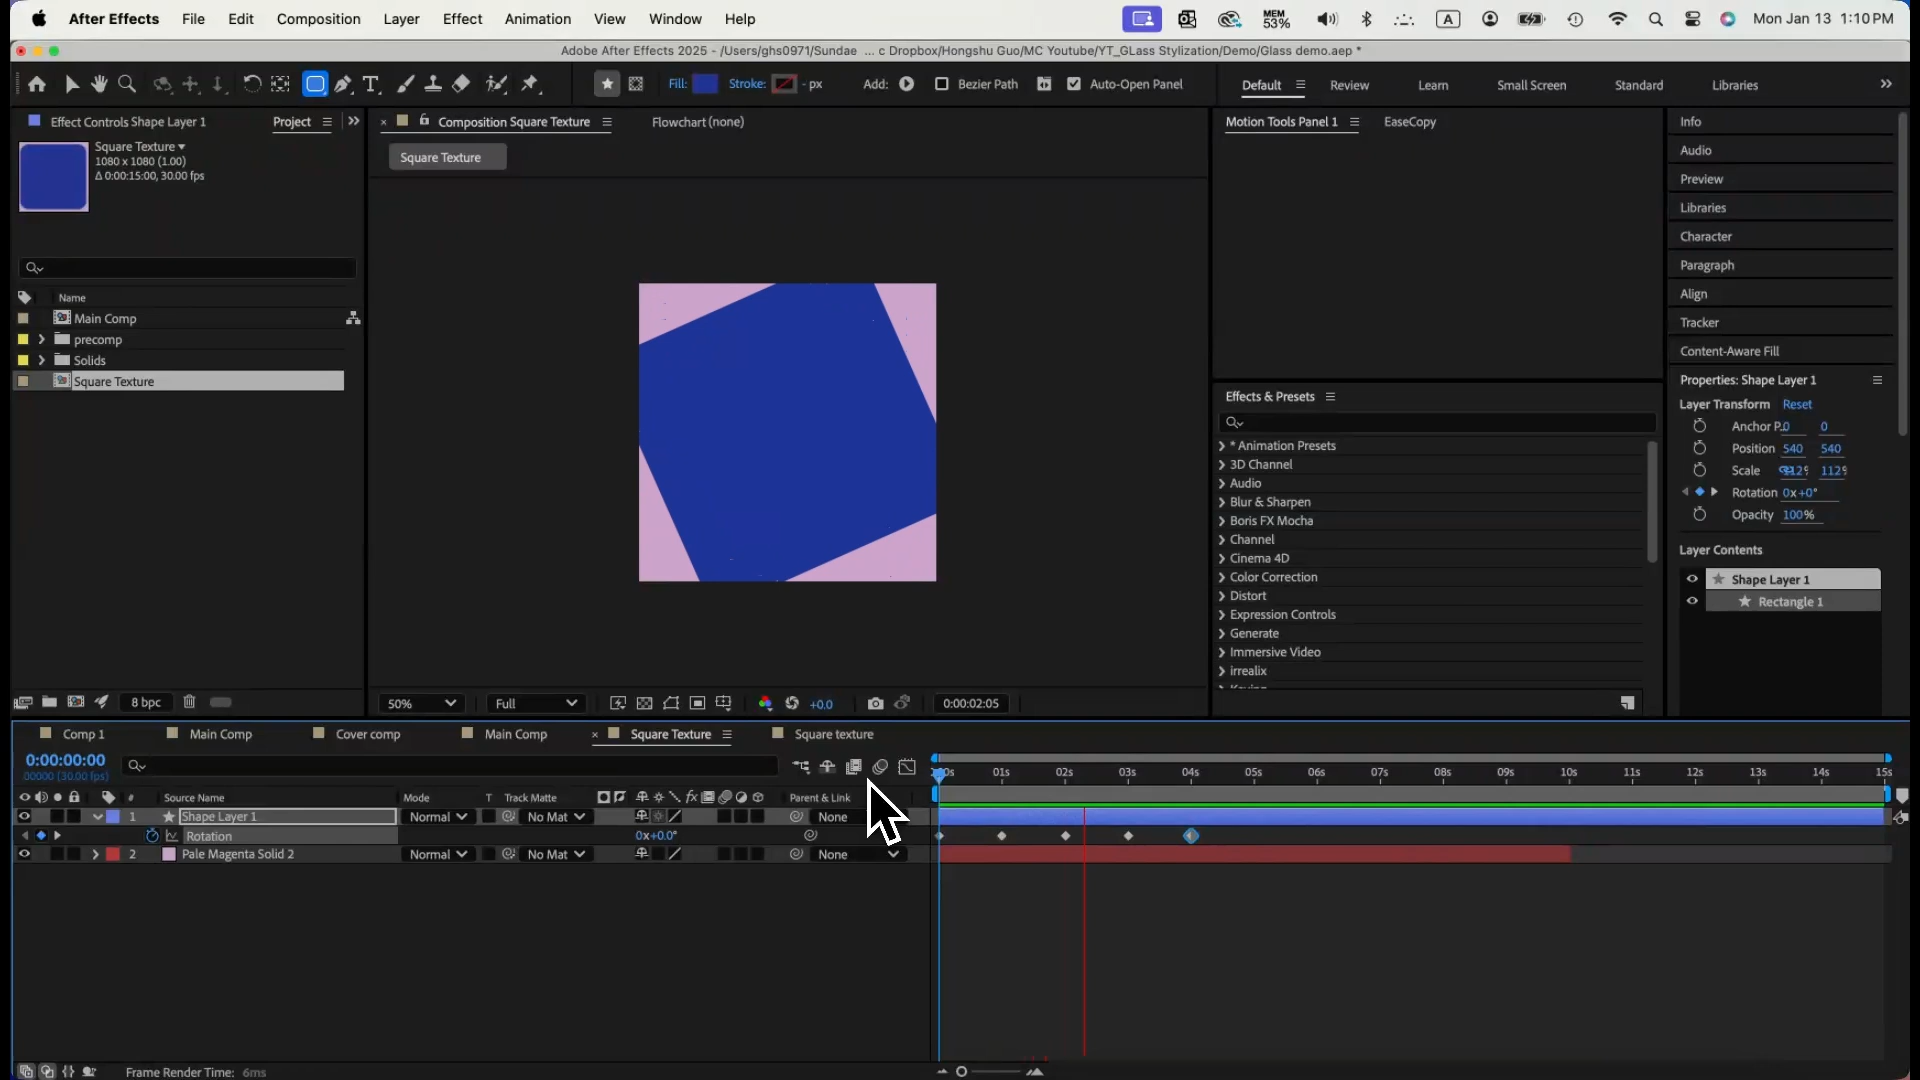 After Effects File Edit Composition Layer Effect Animation View Window Help MEM 53% A Mon Jan 13 1:10 PM
Adobe After Effects 2025 - /Users/ghs0971/Sundae ... c Dropbox/Hongshu Guo/MC Youtube/YT_GLass Stylization/Demo/Glass demo.aep *
Fill: Stroke: - px Add: Bezier Path Auto-Open Panel Default Review Learn Small Screen Standard Libraries
Effect Controls Shape Layer 1 Project
Square Texture
1080 x 1080 (1.00)
Δ 0:00:15:00, 30.00 fps
Name
Main Comp
precomp
Solids
Square Texture
8 bpc
Composition Square Texture Flowchart (none)
Square Texture
50% Full +0.0 0:00:02:05
Motion Tools Panel 1 EaseCopy
Effects & Presets
* Animation Presets
3D Channel
Audio
Blur & Sharpen
Boris FX Mocha
Channel
Cinema 4D
Color Correction
Distort
Expression Controls
Generate
Immersive Video
irrealix
Info
Audio
Preview
Libraries
Character
Paragraph
Align
Tracker
Content-Aware Fill
Properties: Shape Layer 1
Layer Transform Reset
Anchor P. 0 0
Position 540 540
Scale
Rotation 0x+0°
Opacity 100%
Layer Contents
Shape Layer 1
Rectangle 1
Comp 1 Main Comp Cover comp Main Comp Square Texture Square texture
0:00:00:00
00000 (30.00 fps)
01s 02s 03s 04s 05s 06s 07s 08s 09s 10s 11s 12s 13s 14s 15s
# Source Name Mode T Track Matte fx Parent & Link
1 Shape Layer 1 Normal No Mat None
Rotation 0x+0.0°
2 Pale Magenta Solid 2 Normal No Mat None
Frame Render Time: 6ms